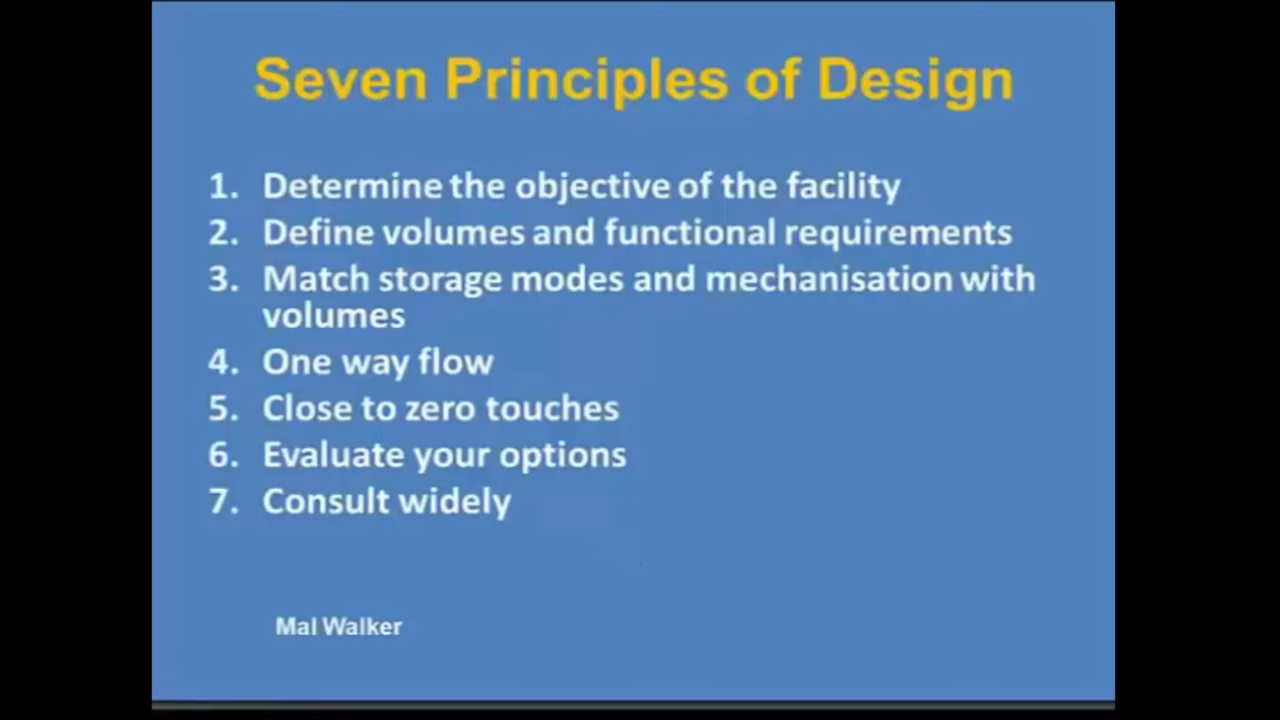 Seven Principles of Design
1. Determine the objective of the facility
2. Define volumes and functional requirements
3. Match storage modes and mechanisation with
volumes
4. One way flow
5. Close to zero touches
6. Evaluate your options
7. Consult widely
Mal Walker